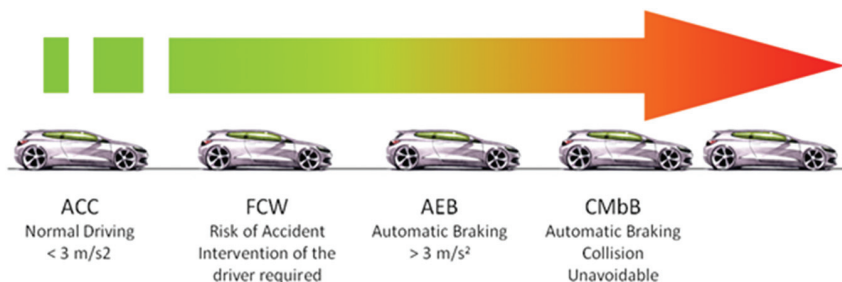 ACC
Normal Driving
< 3 m/s2
FCW
Risk of Accident
Intervention of the
driver required
AEB
Automatic Braking
> 3 m/s²
CMbB
Automatic Braking
Collision
Unavoidable